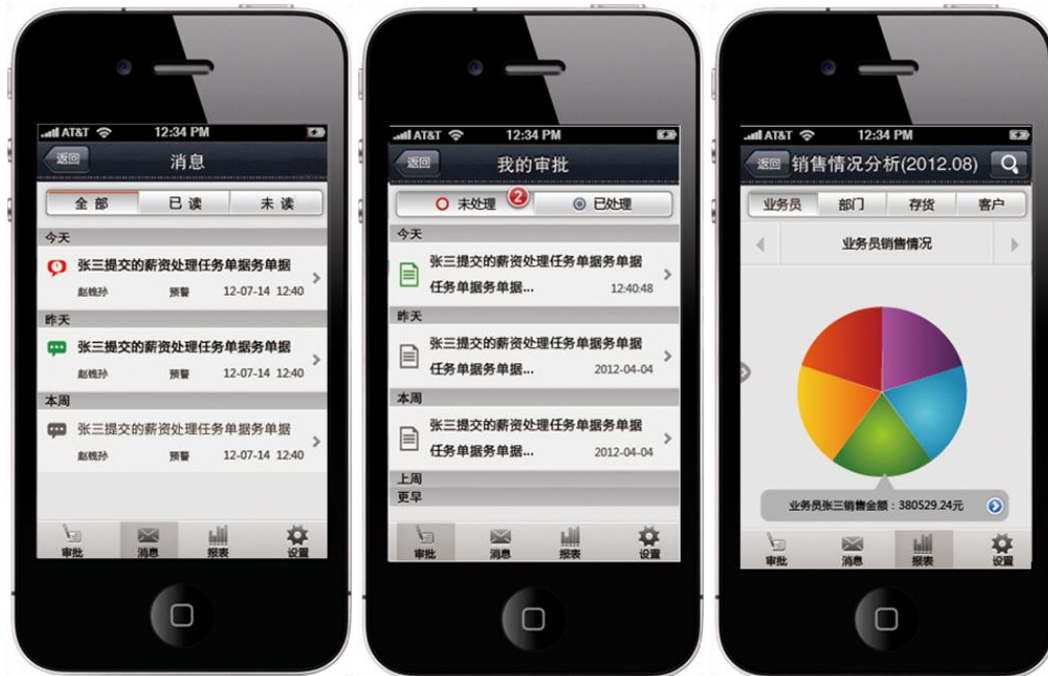 AT&T 12:34 PM
返回 消息
全部 已读 未读
今天
张三提交的薪资处理任务单据务单据
赵钱孙 预警 12-07-14 12:40
昨天
张三提交的薪资处理任务单据务单据
赵钱孙 预警 12-07-14 12:40
本周
张三提交的薪资处理任务单据务单据
赵钱孙 预警 12-07-14 12:40
审批 消息 报表 设置
AT&T 12:34 PM
返回 我的审批
未处理 2 已处理
今天
张三提交的薪资处理任务单据务单据
任务单据务单据... 12:40:48
昨天
张三提交的薪资处理任务单据务单据
任务单据务单据... 2012-04-04
本周
张三提交的薪资处理任务单据务单据
任务单据务单据... 2012-04-04
上周
更早
审批 消息 报表 设置
AT&T 12:34 PM
返回 销售情况分析(2012.08)
业务员 部门 存货 客户
业务员销售情况
业务员张三销售金额：380529.24元
审批 消息 报表 设置